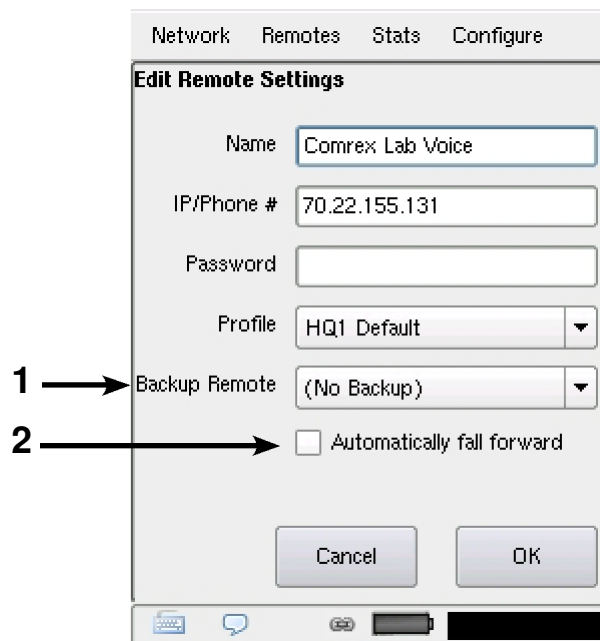 Network Remotes Stats Configure
Edit Remote Settings
Name Comrex Lab Voice
IP/Phone # 70.22.155.131
Password
Profile HQ1 Default
1 Backup Remote (No Backup)
2 Automatically fall forward
Cancel OK